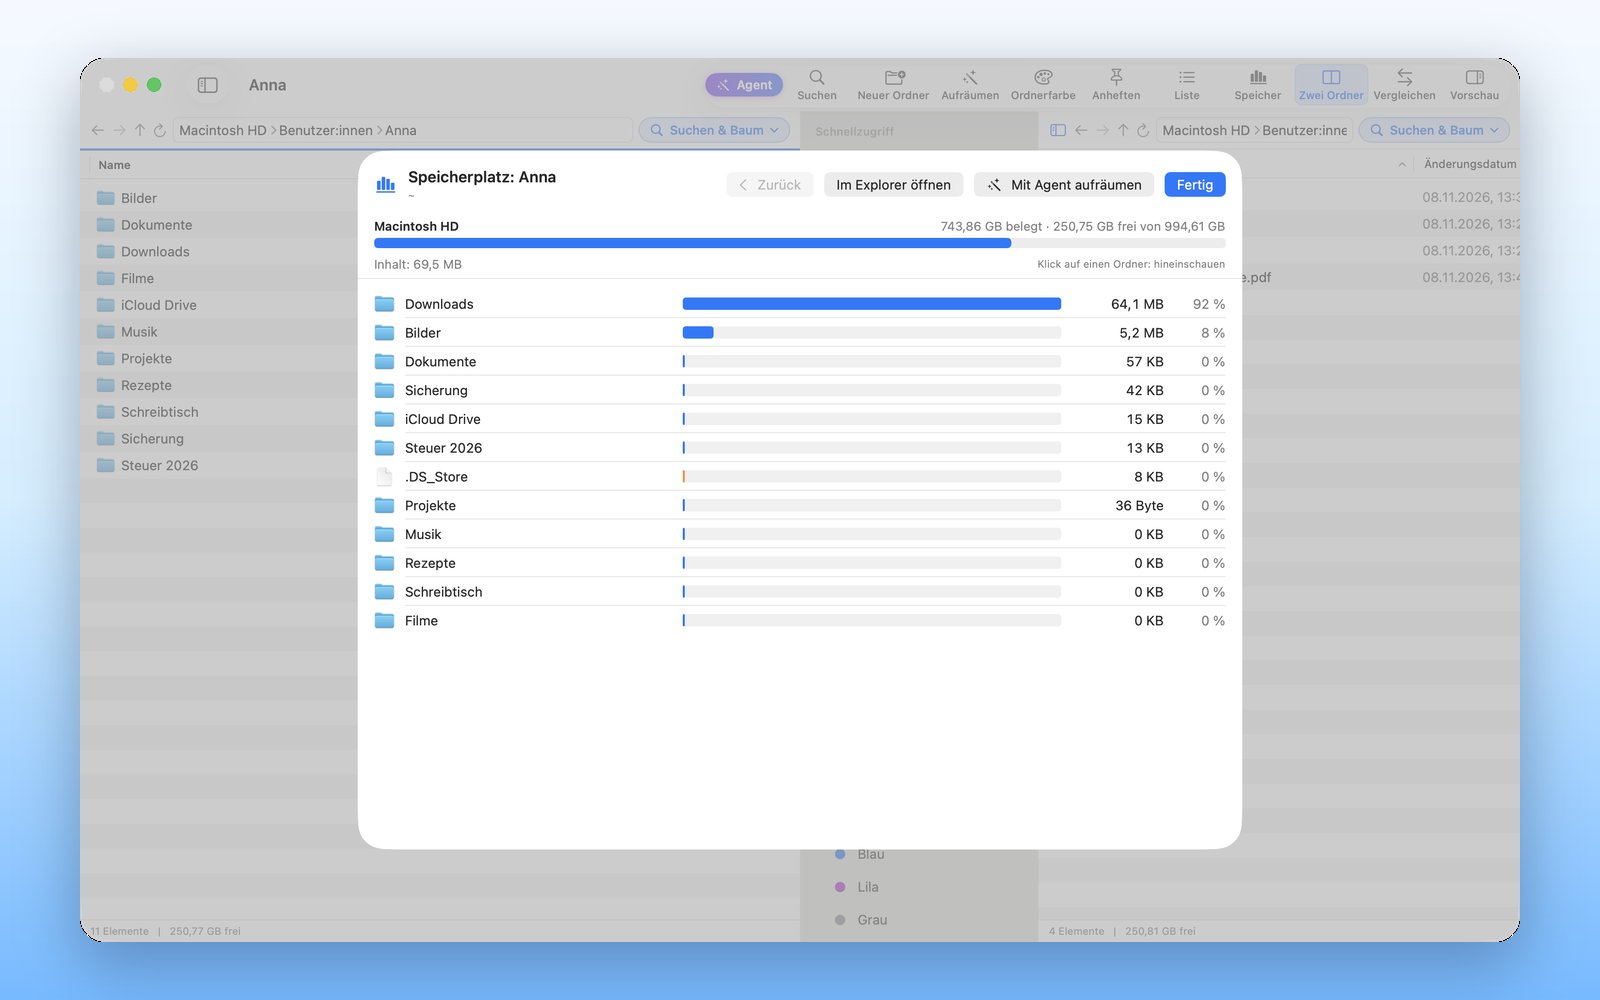 Anna
Agent
Suchen
Neuer Ordner
Aufräumen
Ordnerfarbe
Anheften
Liste
Speicher
Zwei Ordner
Vergleichen
Vorschau
Macintosh HD > Benutzer:innen > Anna
Suchen & Baum
Schnellzugriff
Macintosh HD > Benutzer:inne
Suchen & Baum
Name
Bilder
Dokumente
Downloads
Filme
iCloud Drive
Musik
Projekte
Rezepte
Schreibtisch
Sicherung
Steuer 2026
11 Elemente | 250,77 GB frei
Speicherplatz: Anna
~
Zurück
Im Explorer öffnen
Mit Agent aufräumen
Fertig
Macintosh HD
743,86 GB belegt · 250,75 GB frei von 994,61 GB
Inhalt: 69,5 MB
Klick auf einen Ordner: hineinschauen
Downloads 64,1 MB 92 %
Bilder 5,2 MB 8 %
Dokumente 57 KB 0 %
Sicherung 42 KB 0 %
iCloud Drive 15 KB 0 %
Steuer 2026 13 KB 0 %
.DS_Store 8 KB 0 %
Projekte 36 Byte 0 %
Musik 0 KB 0 %
Rezepte 0 KB 0 %
Schreibtisch 0 KB 0 %
Filme 0 KB 0 %
Blau
Lila
Grau
Änderungsdatum
08.11.2026, 13:
08.11.2026, 13:2
08.11.2026, 13:2
e.pdf
08.11.2026, 13:4
4 Elemente | 250,81 GB frei